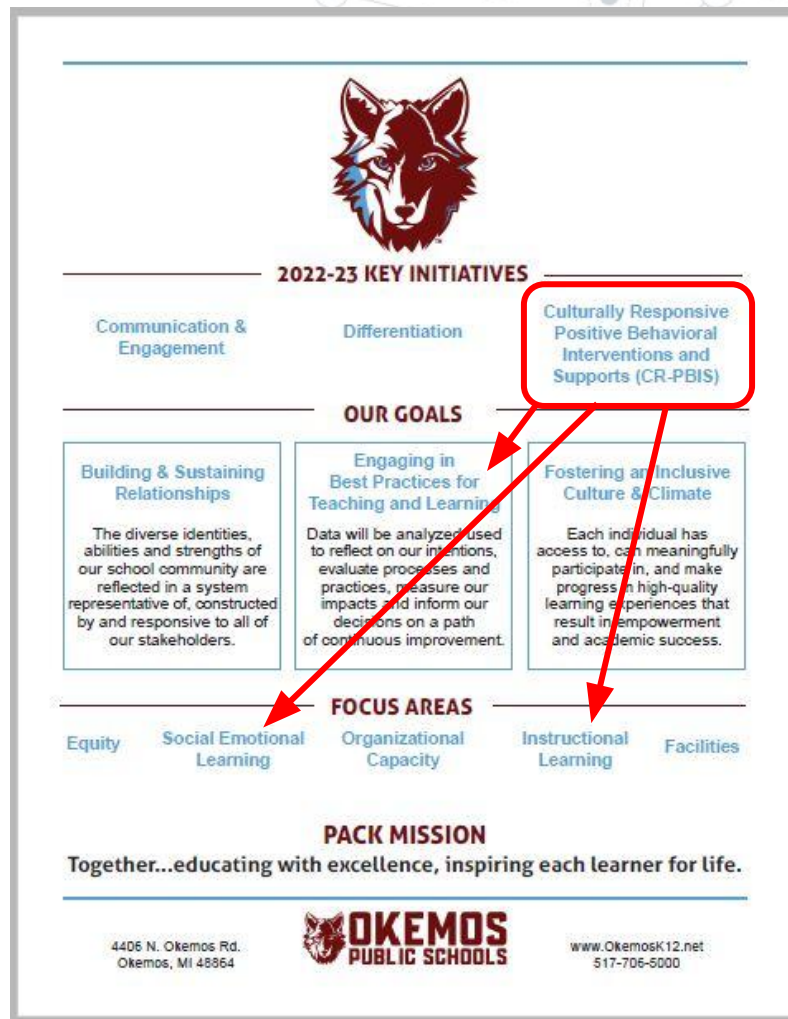 2022-23 KEY INITIATIVES
Communication &
Engagement
Differentiation
Culturally Responsive
Positive Behavioral
Interventions and
Supports (CR-PBIS)
OUR GOALS
Building & Sustaining
Relationships
The diverse identities,
abilities and strengths of
our school community are
reflected in a system
representative of, constructed
by and responsive to all of
our stakeholders.
Engaging in
Best Practices for
Teaching and Learning
Data will be analyzed used
to reflect on our intentions,
evaluate processes and
practices, measure our
impacts and inform our
decisions on a path
of continuous improvement.
Fostering an Inclusive
Culture & Climate
Each individual has
access to, can meaningfully
participate in, and make
progress in high-quality
learning experiences that
result in empowerment
and academic success.
FOCUS AREAS
Equity
Social Emotional
Learning
Organizational
Capacity
Instructional
Learning
Facilities
PACK MISSION
Together...educating with excellence, inspiring each learner for life.
4406 N. Okemos Rd.
Okemos, MI 48864
OKEMOS
PUBLIC SCHOOLS
www.OkemosK12.net
517-706-5000